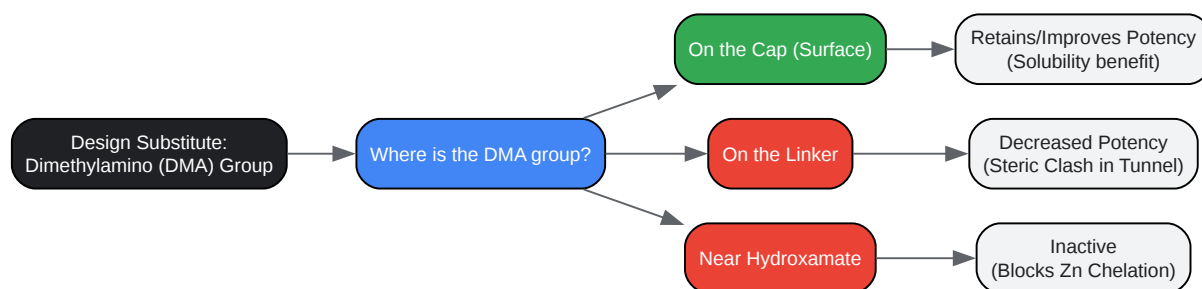 Design Substitute:
Dimethylamino (DMA) Group
Where is the DMA group?
On the Cap (Surface)
Retains/Improves Potency
(Solubility benefit)
On the Linker
Decreased Potency
(Steric Clash in Tunnel)
Near Hydroxamate
Inactive
(Blocks Zn Chelation)